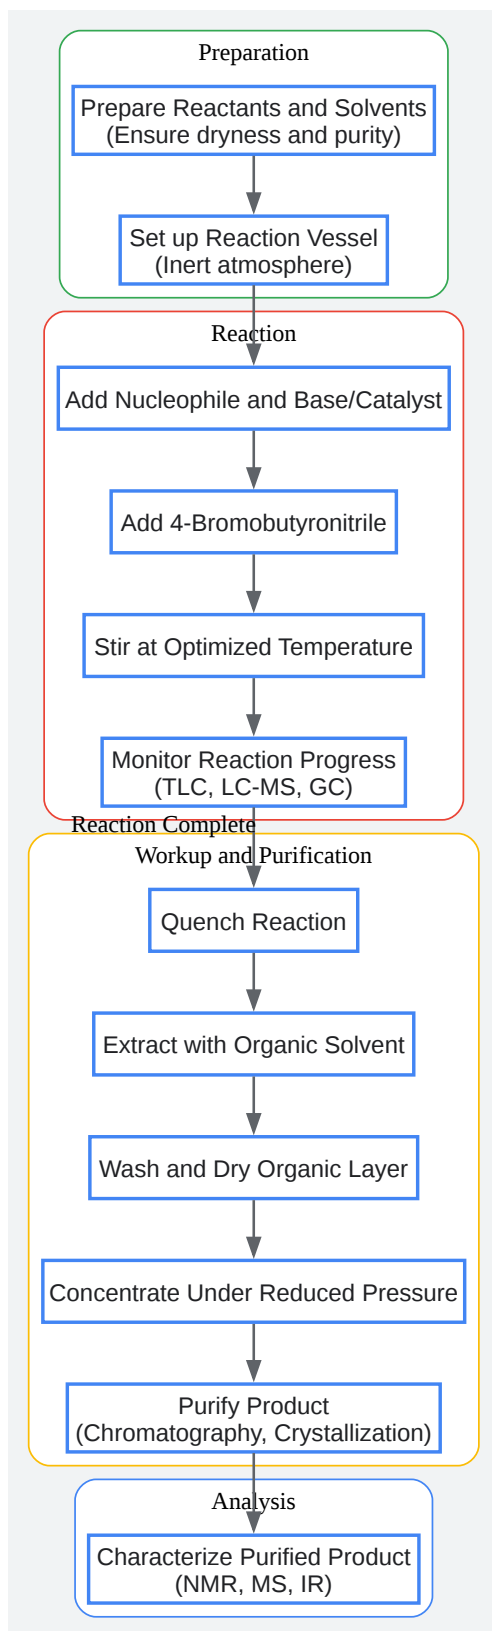 Preparation
Prepare Reactants and Solvents
(Ensure dryness and purity)
Set up Reaction Vessel
(Inert atmosphere)
Reaction
Add Nucleophile and Base/Catalyst
Add 4-Bromobutyronitrile
Stir at Optimized Temperature
Monitor Reaction Progress
(TLC, LC-MS, GC)
Reaction Complete
Workup and Purification
Quench Reaction
Extract with Organic Solvent
Wash and Dry Organic Layer
Concentrate Under Reduced Pressure
Purify Product
(Chromatography, Crystallization)
Analysis
Characterize Purified Product
(NMR, MS, IR)